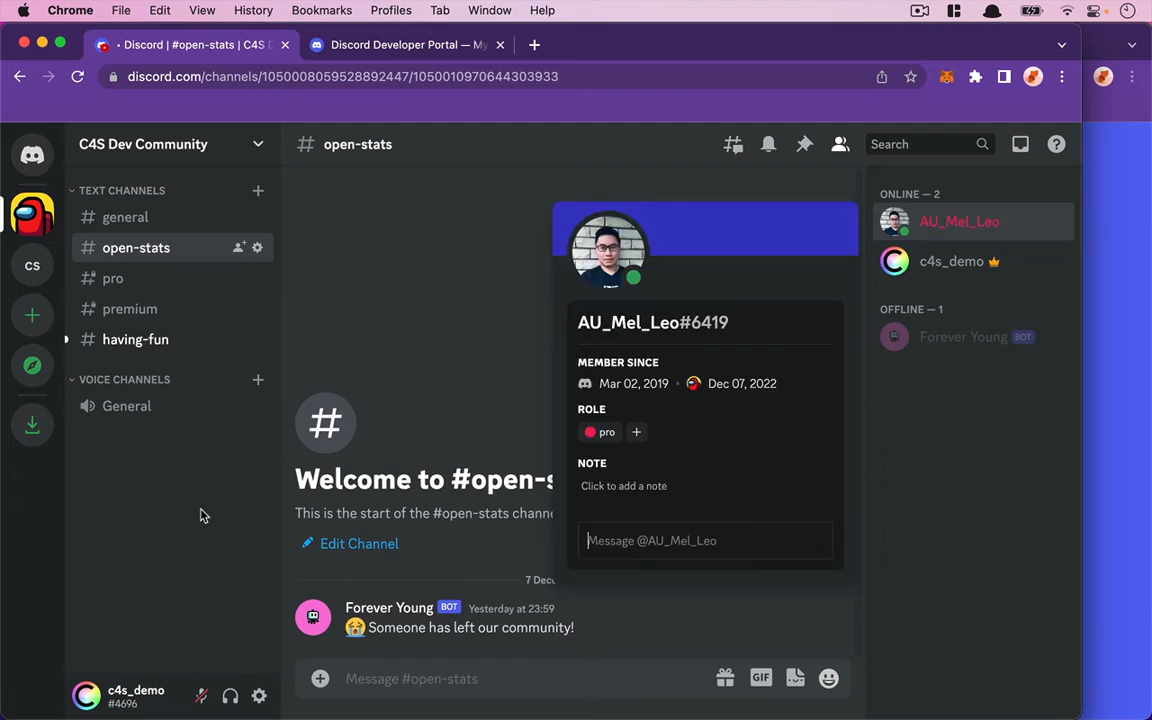 Chrome File Edit View History Bookmarks Profiles Tab Window Help
• Discord | #open-stats | C4S D
Discord Developer Portal — My
discord.com/channels/1050008059528892447/1050010970644303933
C4S Dev Community
open-stats
Search
TEXT CHANNELS
general
open-stats
pro
premium
having-fun
VOICE CHANNELS
General
CS
Welcome to #open-s
This is the start of the #open-stats channe
Edit Channel
7 Dec
Forever Young BOT Yesterday at 23:59
😭 Someone has left our community!
Message #open-stats
GIF
AU_Mel_Leo#6419
MEMBER SINCE
Mar 02, 2019 • Dec 07, 2022
ROLE
pro
NOTE
Click to add a note
Message @AU_Mel_Leo
ONLINE — 2
AU_Mel_Leo
c4s_demo
OFFLINE — 1
Forever Young BOT
c4s_demo
#4696